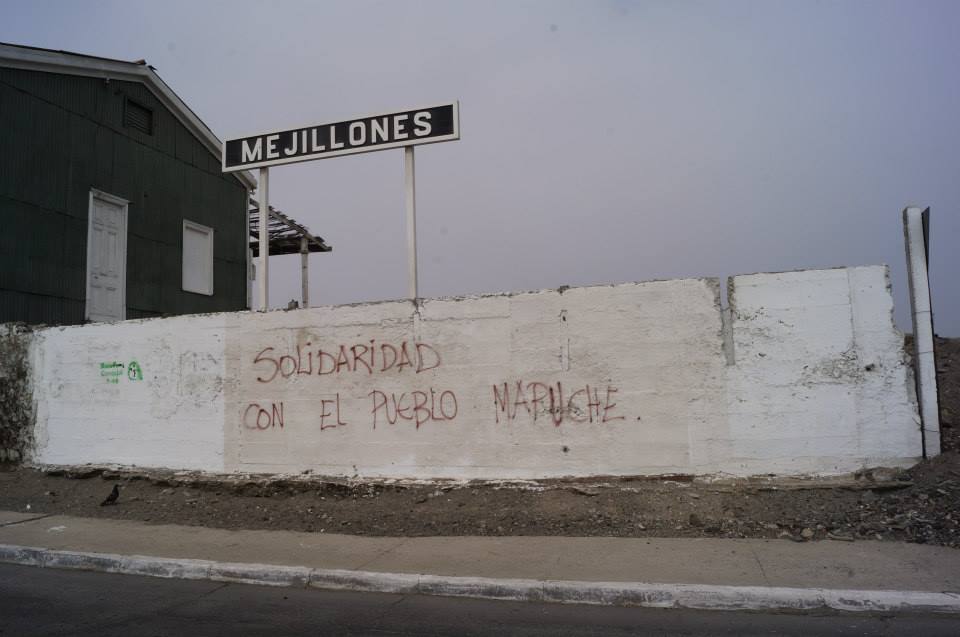 MEJILLONES
SOLIDARIDAD
CON EL PUEBLO MAPUCHE.